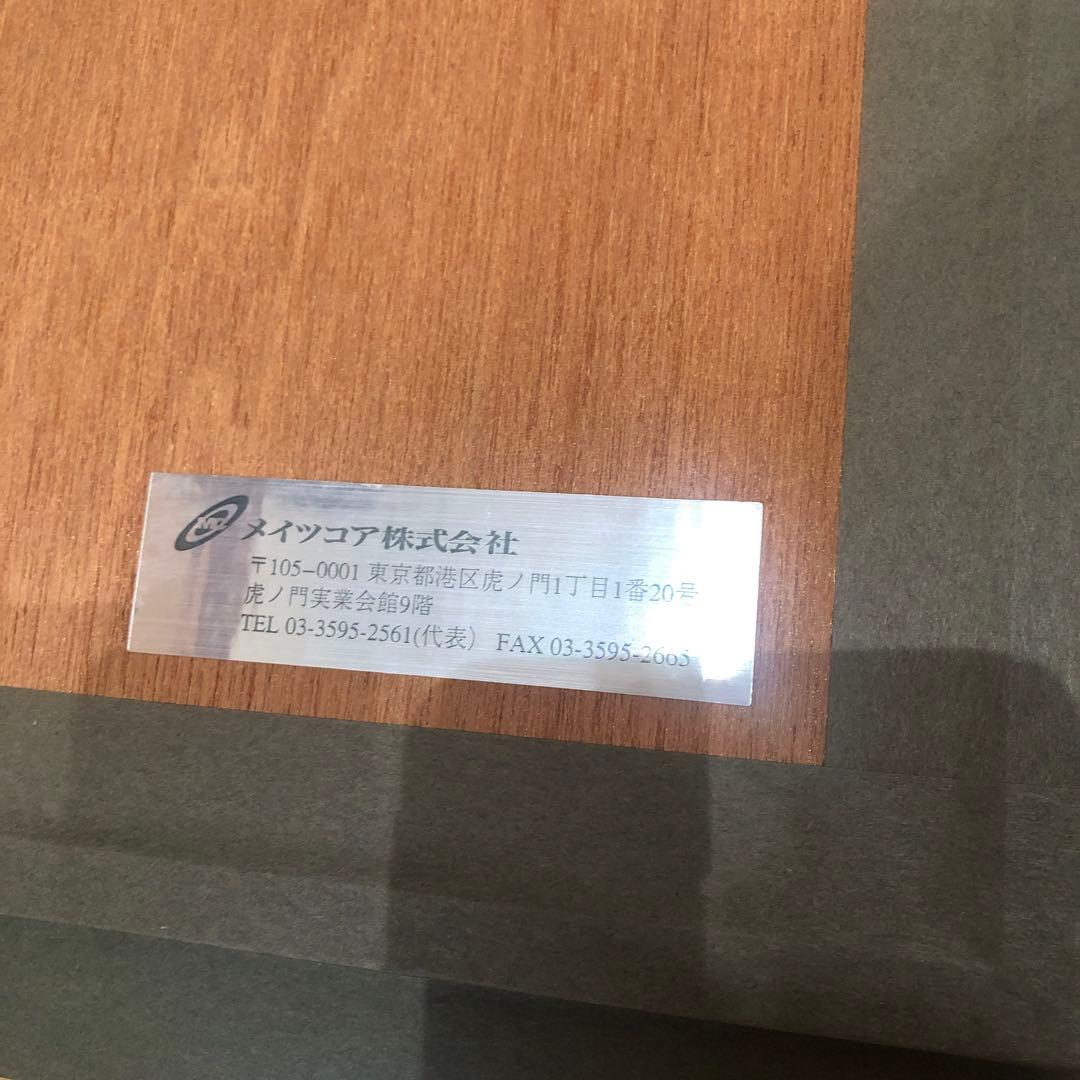 メイツコア株式会社
〒105-0001 東京都港区虎ノ門1丁目1番20号
虎ノ門実業会館9階
TEL 03-3595-2561(代表) FAX